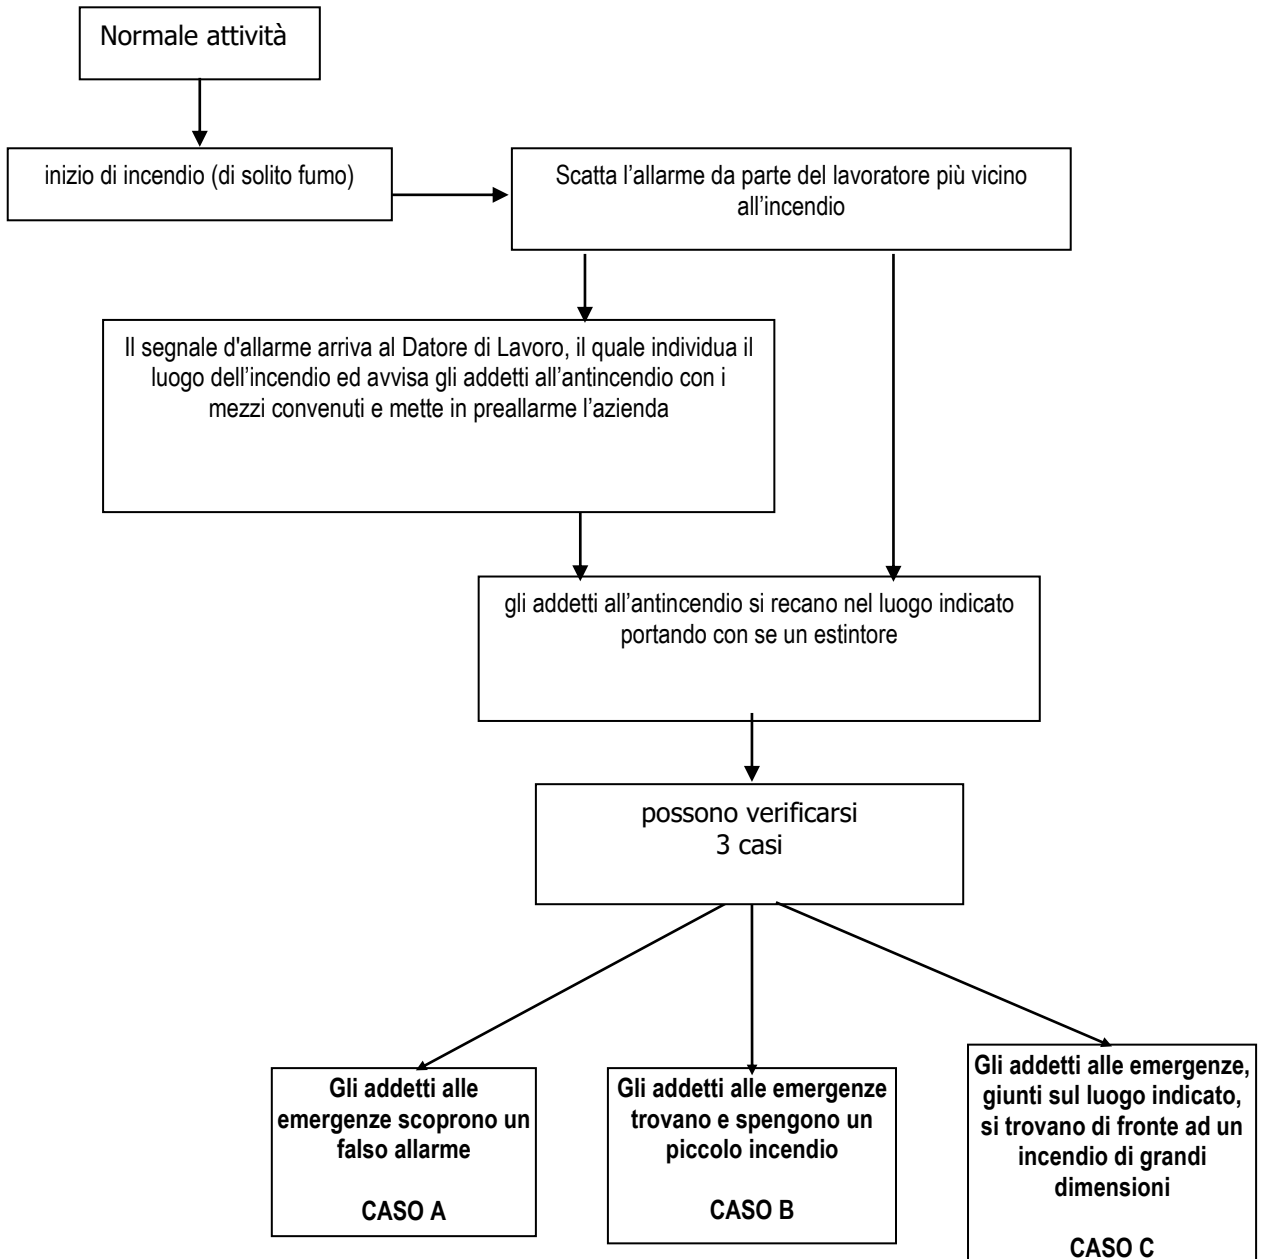 Normale attività
inizio di incendio (di solito fumo)
Scatta l'allarme da parte del lavoratore più vicino
all'incendio
Il segnale d'allarme arriva al Datore di Lavoro, il quale individua il
luogo dell'incendio ed avvisa gli addetti all'antincendio con i
mezzi convenuti e mette in preallarme l'azienda
gli addetti all'antincendio si recano nel luogo indicato
portando con se un estintore
possono verificarsi
3 casi
Gli addetti alle
emergenze scoprono un
falso allarme
CASO A
Gli addetti alle emergenze
trovano e spengono un
piccolo incendio
CASO B
Gli addetti alle emergenze,
giunti sul luogo indicato,
si trovano di fronte ad un
incendio di grandi
dimensioni
CASO C